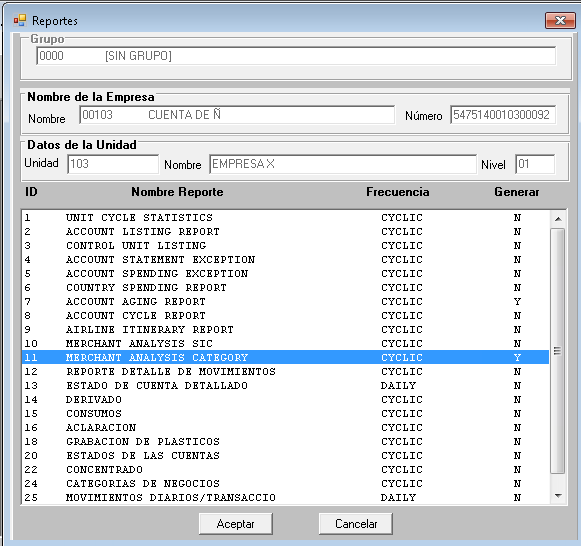 Reportes
Grupo
0000 [SIN GRUPO]
Nombre de la Empresa
Nombre 00103 CUENTA DE Ñ Número 5475140010300092
Datos de la Unidad
Unidad 103 Nombre EMPRESA X Nivel 01
ID Nombre Reporte Frecuencia Generar
1 UNIT CYCLE STATISTICS CYCLIC N
2 ACCOUNT LISTING REPORT CYCLIC N
3 CONTROL UNIT LISTING CYCLIC N
4 ACCOUNT STATEMENT EXCEPTION CYCLIC N
5 ACCOUNT SPENDING EXCEPTION CYCLIC N
6 COUNTRY SPENDING REPORT CYCLIC N
7 ACCOUNT AGING REPORT CYCLIC Y
8 ACCOUNT CYCLE REPORT CYCLIC N
9 AIRLINE ITINERARY REPORT CYCLIC N
10 MERCHANT ANALYSIS SIC CYCLIC N
11 MERCHANT ANALYSIS CATEGORY CYCLIC Y
12 REPORTE DETALLE DE MOVIMIENTOS CYCLIC N
13 ESTADO DE CUENTA DETALLADO DAILY N
14 DERIVADO CYCLIC N
15 CONSUMOS CYCLIC N
16 ACLARACION CYCLIC N
18 GRABACION DE PLASTICOS CYCLIC N
20 ESTADOS DE LAS CUENTAS CYCLIC N
22 CONCENTRADO CYCLIC N
24 CATEGORIAS DE NEGOCIOS CYCLIC N
25 MOVIMIENTOS DIARIOS/TRANSACCIO DAILY N
Aceptar Cancelar